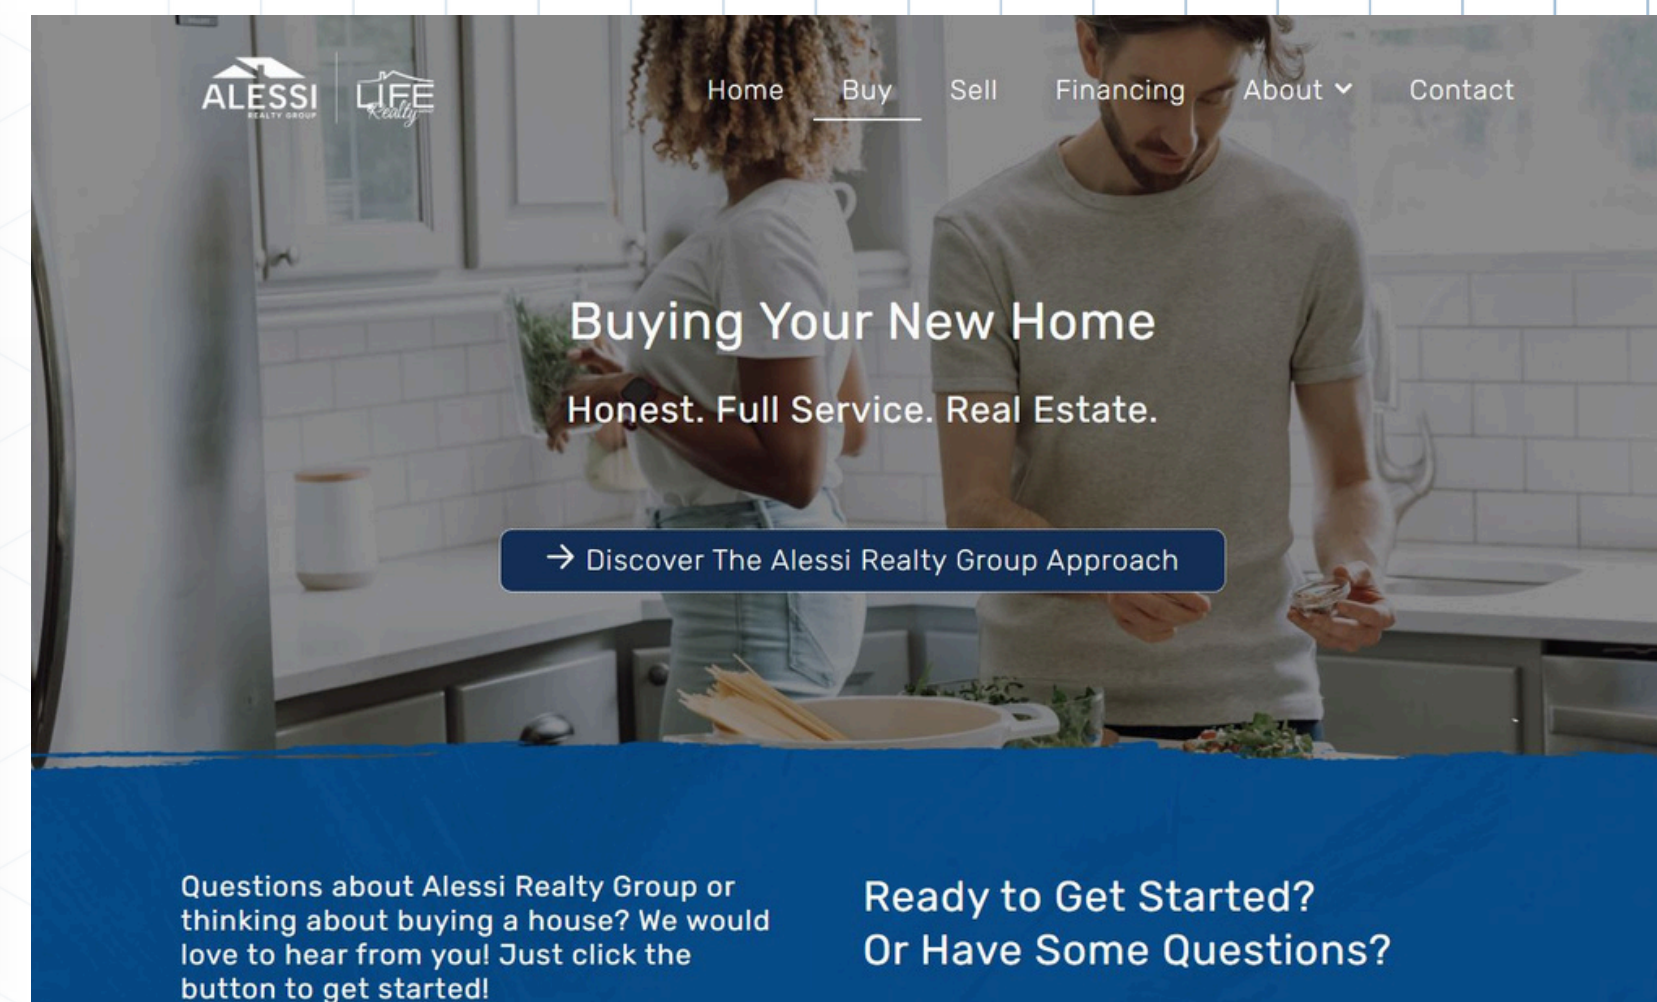 ALESSI
REALTY GROUP
LIFE
Realty
Home Buy Sell Financing About Contact
Buying Your New Home
Honest. Full Service. Real Estate.
→ Discover The Alessi Realty Group Approach
Questions about Alessi Realty Group or
thinking about buying a house? We would
love to hear from you! Just click the
button to get started!
Ready to Get Started?
Or Have Some Questions?